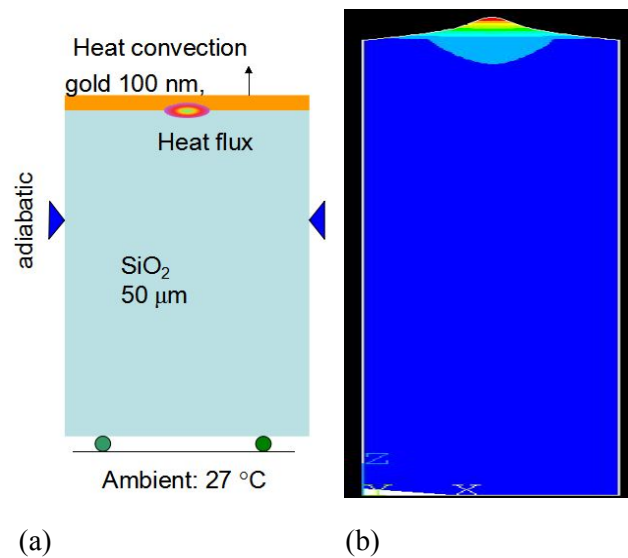 Heat convection
gold 100 nm,
Heat flux
adiabatic
SiO₂
50 μm
Ambient: 27 °C
Z
Y X
(a) (b)